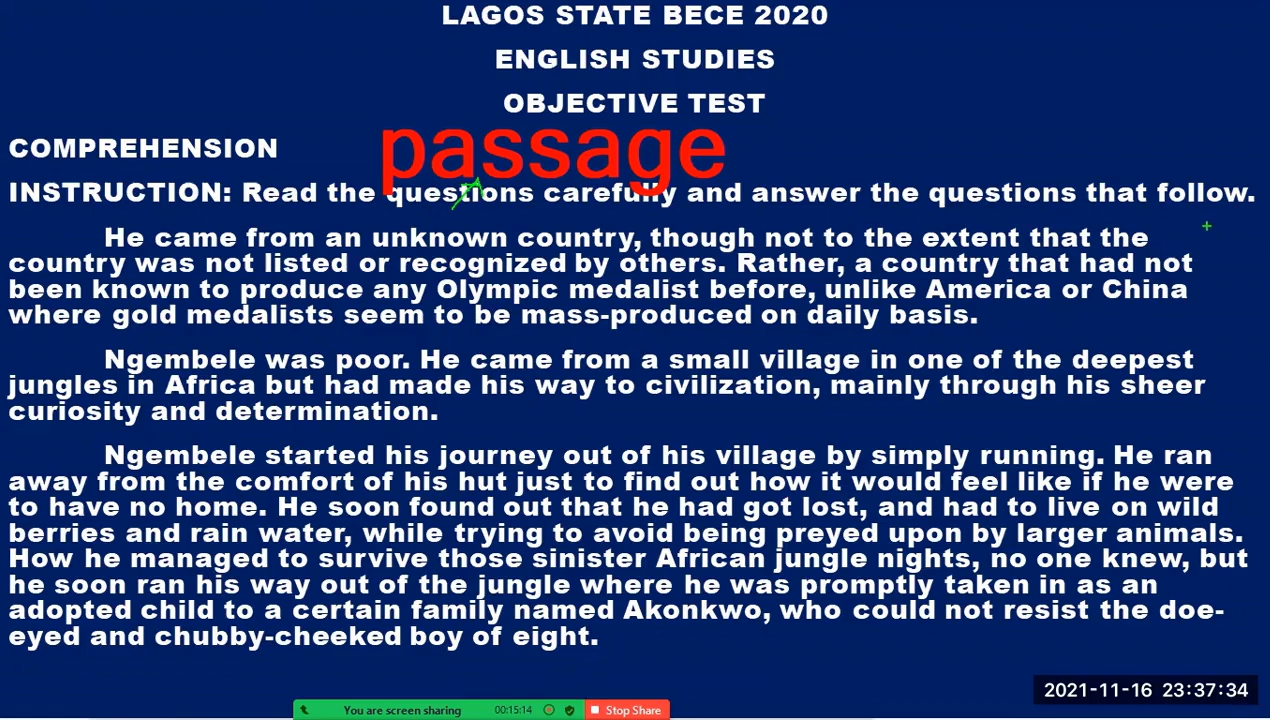 LAGOS STATE BECE 2020
ENGLISH STUDIES
OBJECTIVE TEST
passage
COMPREHENSION
INSTRUCTION: Read the questions carefully and answer the questions that follow.
He came from an unknown country, though not to the extent that the
country was not listed or recognized by others. Rather, a country that had not
been known to produce any Olympic medalist before, unlike America or China
where gold medalists seem to be mass-produced on daily basis.
Ngembele was poor. He came from a small village in one of the deepest
jungles in Africa but had made his way to civilization, mainly through his sheer
curiosity and determination.
Ngembele started his journey out of his village by simply running. He ran
away from the comfort of his hut just to find out how it would feel like if he were
to have no home. He soon found out that he had got lost, and had to live on wild
berries and rain water, while trying to avoid being preyed upon by larger animals.
How he managed to survive those sinister African jungle nights, no one knew, but
he soon ran his way out of the jungle where he was promptly taken in as an
adopted child to a certain family named Akonkwo, who could not resist the doe-
eyed and chubby-cheeked boy of eight.
2021-11-16 23:37:34
You are screen sharing 00:15:14 Stop Share